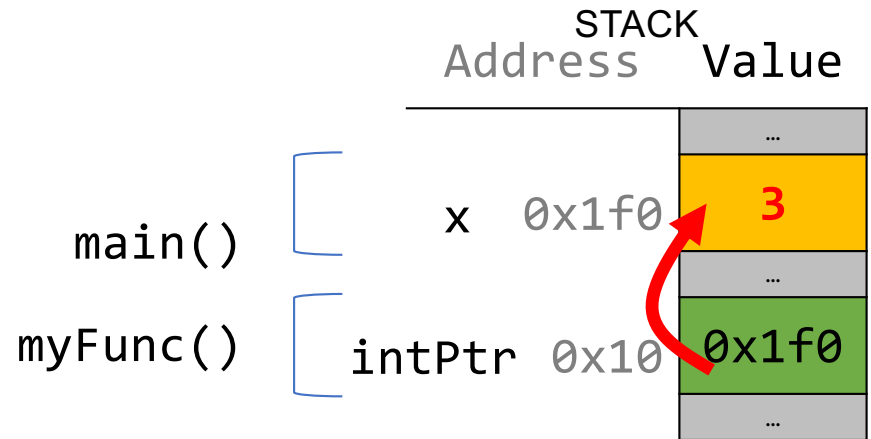 STACK
Address Value
…
x 0x1f0 3
main()
…
myFunc() intPtr 0x10 0x1f0
…